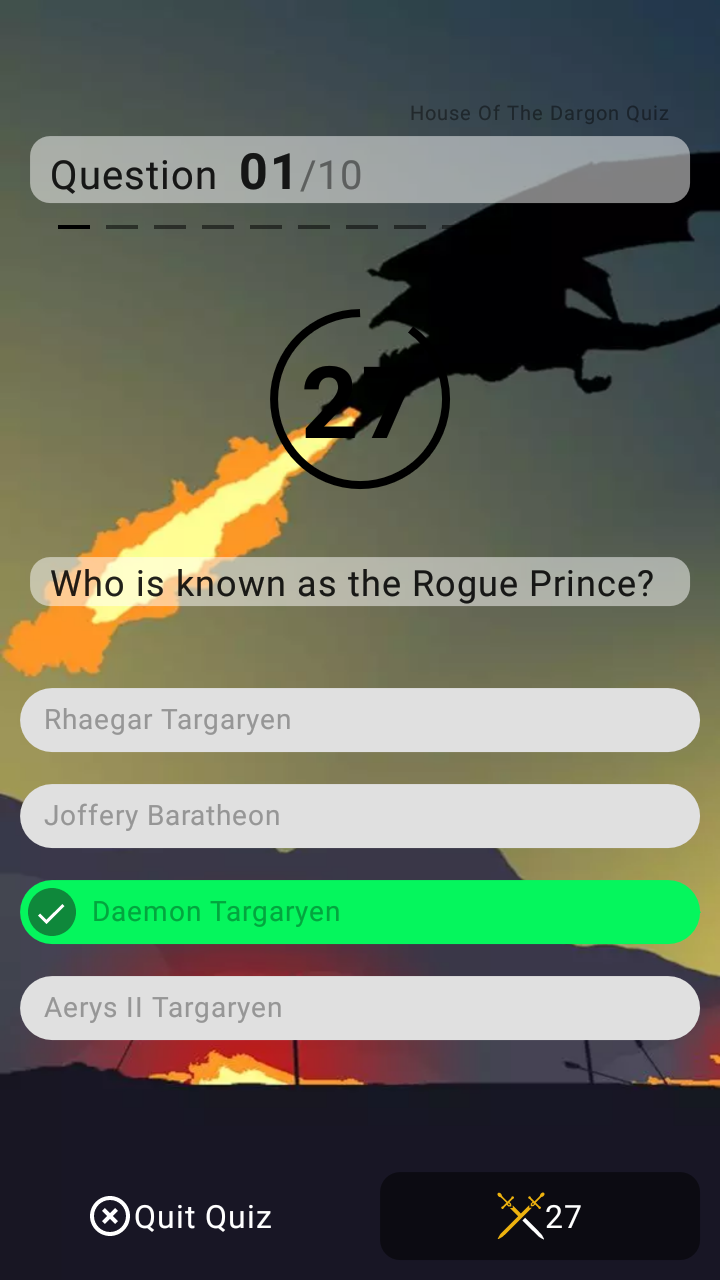 House Of The Dargon Quiz
Question 01/10
27
Who is known as the Rogue Prince?
Rhaegar Targaryen
Joffery Baratheon
Daemon Targaryen
Aerys II Targaryen
Quit Quiz
27